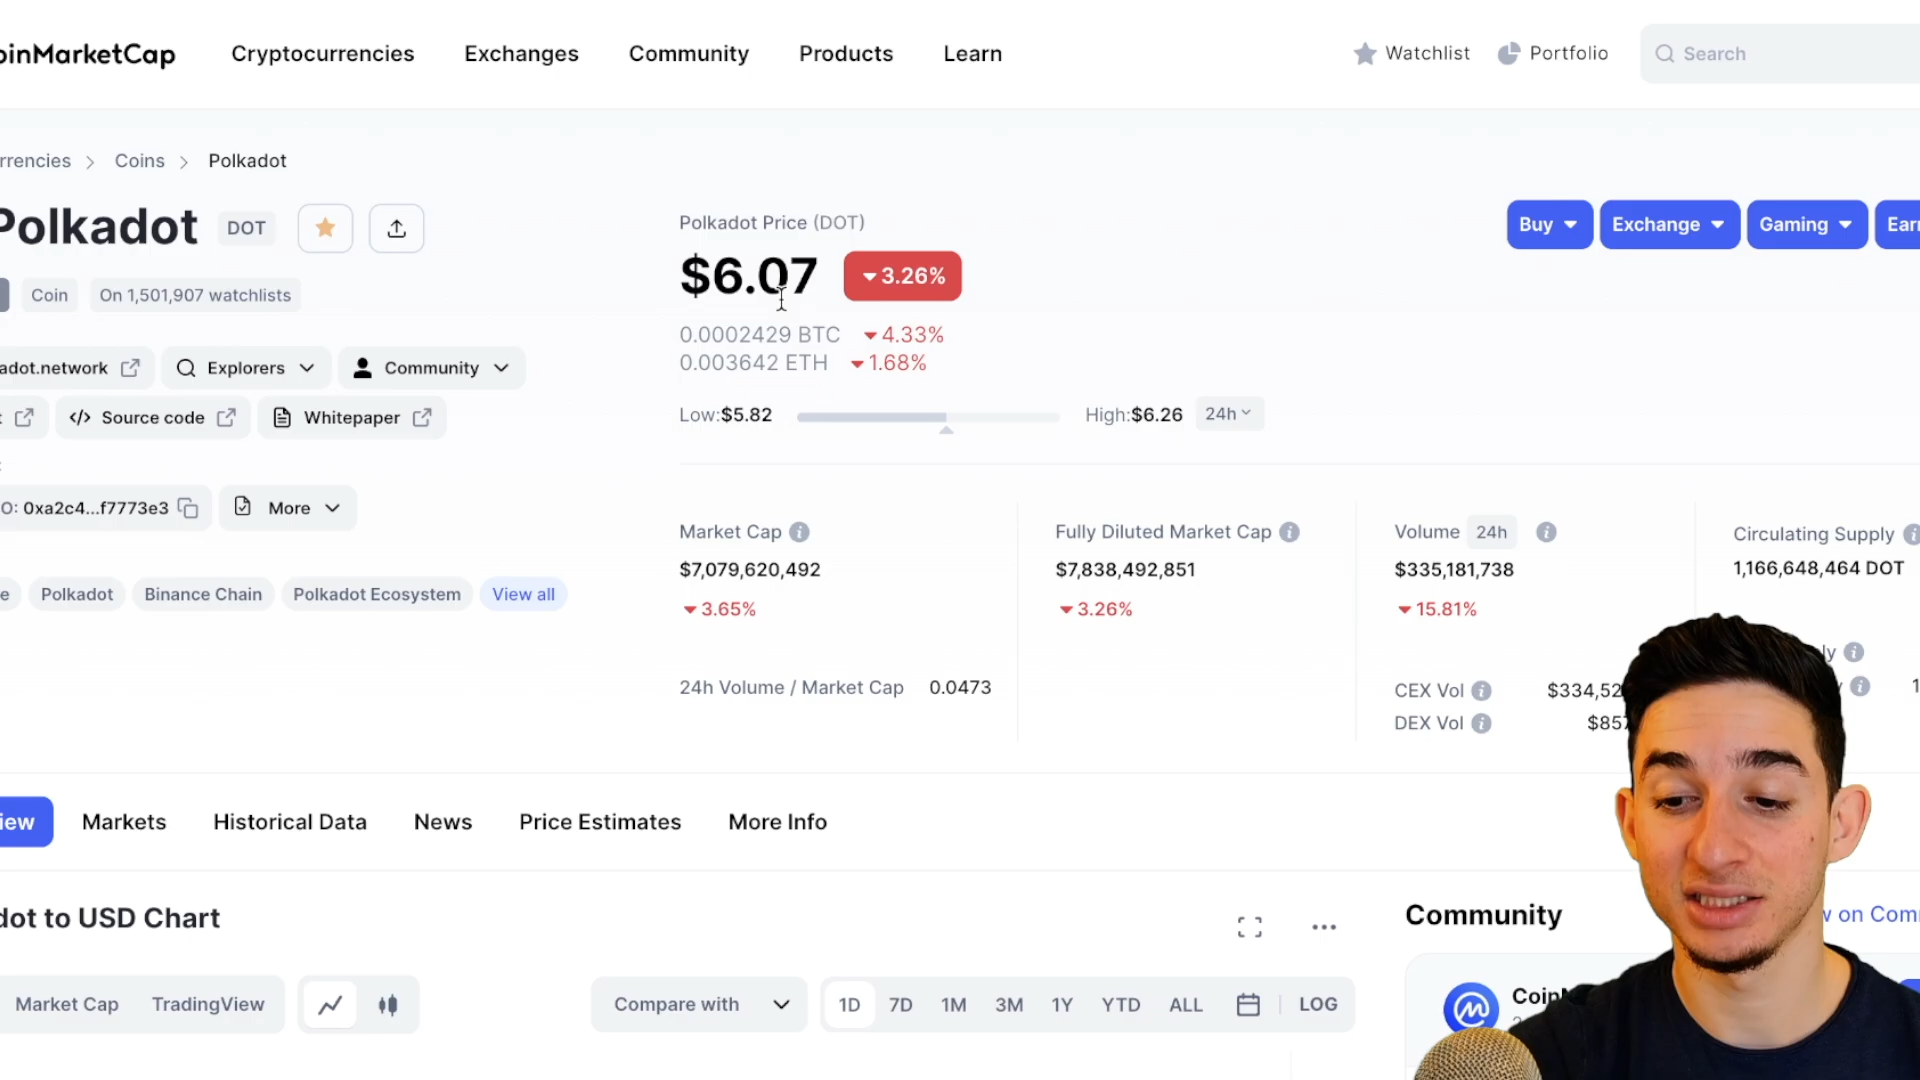 oinMarketCap Cryptocurrencies Exchanges Community Products Learn Watchlist Portfolio Search
rrencies > Coins > Polkadot
Polkadot DOT
Coin On 1,501,907 watchlists
adot.network Explorers Community
Source code Whitepaper
O: 0xa2c4...f7773e3 More
e Polkadot Binance Chain Polkadot Ecosystem View all
Polkadot Price (DOT)
$6.07 3.26%
0.0002429 BTC 4.33%
0.003642 ETH 1.68%
Low:$5.82 High:$6.26 24h
Buy Exchange Gaming Earn
Market Cap
$7,079,620,492
3.65%
24h Volume / Market Cap 0.0473
Fully Diluted Market Cap
$7,838,492,851
3.26%
Volume 24h
$335,181,738
15.81%
CEX Vol $334,52
DEX Vol $857
Circulating Supply
1,166,648,464 DOT
ly
1
iew Markets Historical Data News Price Estimates More Info
dot to USD Chart
Market Cap TradingView Compare with 1D 7D 1M 3M 1Y YTD ALL LOG
Community on Com
Coin